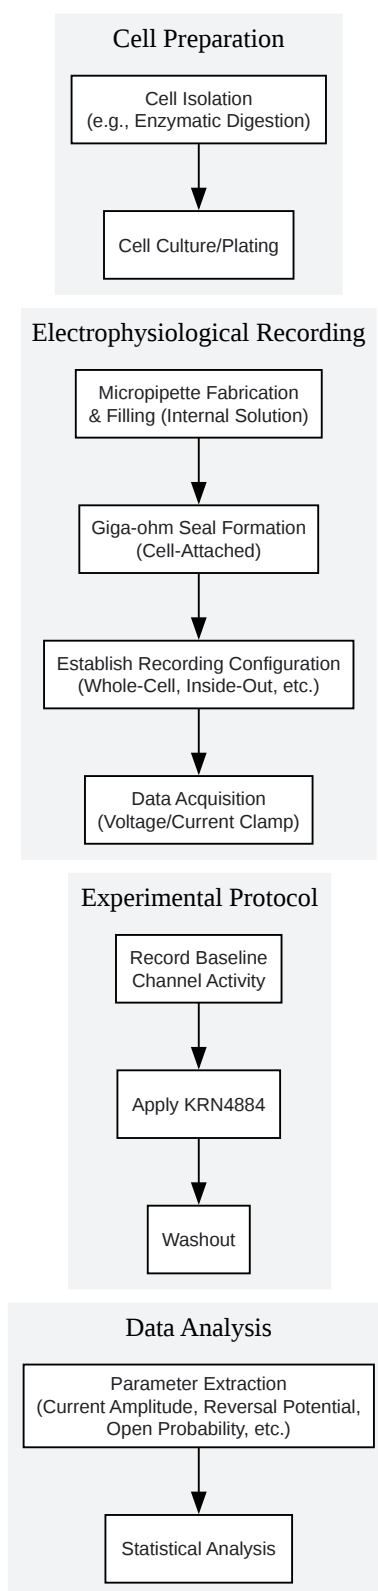 Cell Preparation
Cell Isolation
(e.g., Enzymatic Digestion)
Cell Culture/Plating
Electrophysiological Recording
Micropipette Fabrication
& Filling (Internal Solution)
Giga-ohm Seal Formation
(Cell-Attached)
Establish Recording Configuration
(Whole-Cell, Inside-Out, etc.)
Data Acquisition
(Voltage/Current Clamp)
Experimental Protocol
Record Baseline
Channel Activity
Apply KRN4884
Washout
Data Analysis
Parameter Extraction
(Current Amplitude, Reversal Potential,
Open Probability, etc.)
Statistical Analysis